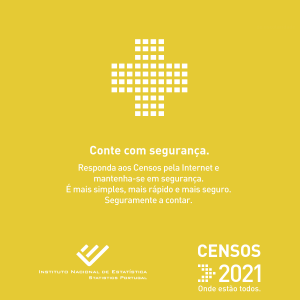 Conte com segurança.
Responda aos Censos pela Internet e
mantenha-se em segurança.
É mais simples, mais rápido e mais seguro.
Seguramente a contar.
INSTITUTO NACIONAL DE ESTATÍSTICA
STATISTICS PORTUGAL
CENSOS
2021
Onde estão todos.